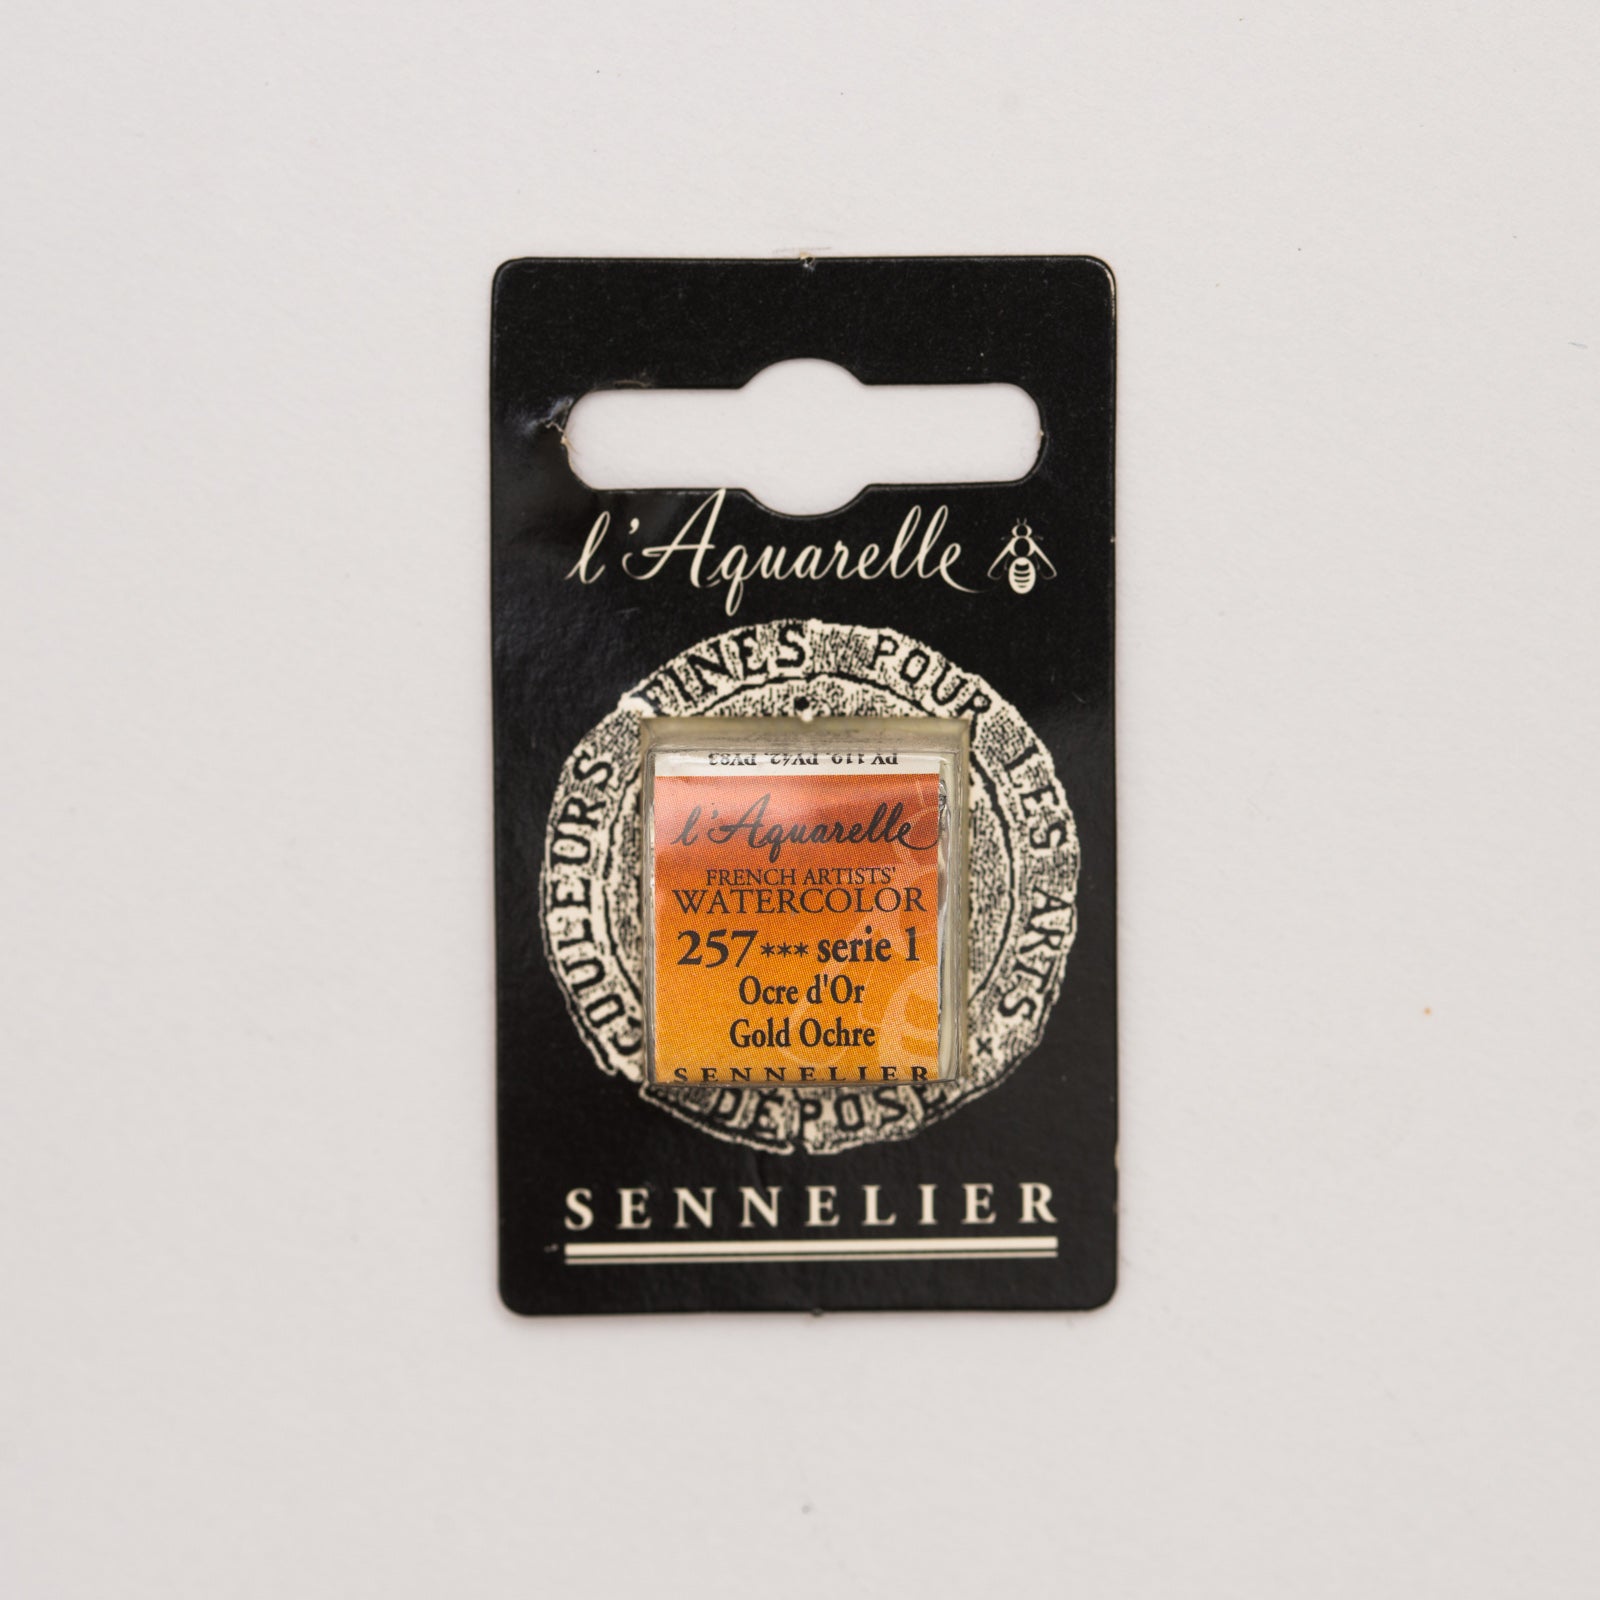 l'Aquarelle
COULEURS FINES POUR LES ARTS
PY 119, PY42, PY83
l'Aquarelle
FRENCH ARTISTS'
WATERCOLOR
257*** serie 1
Ocre d'Or
Gold Ochre
SENNELIER
DÉPOSÉ
SENNELIER